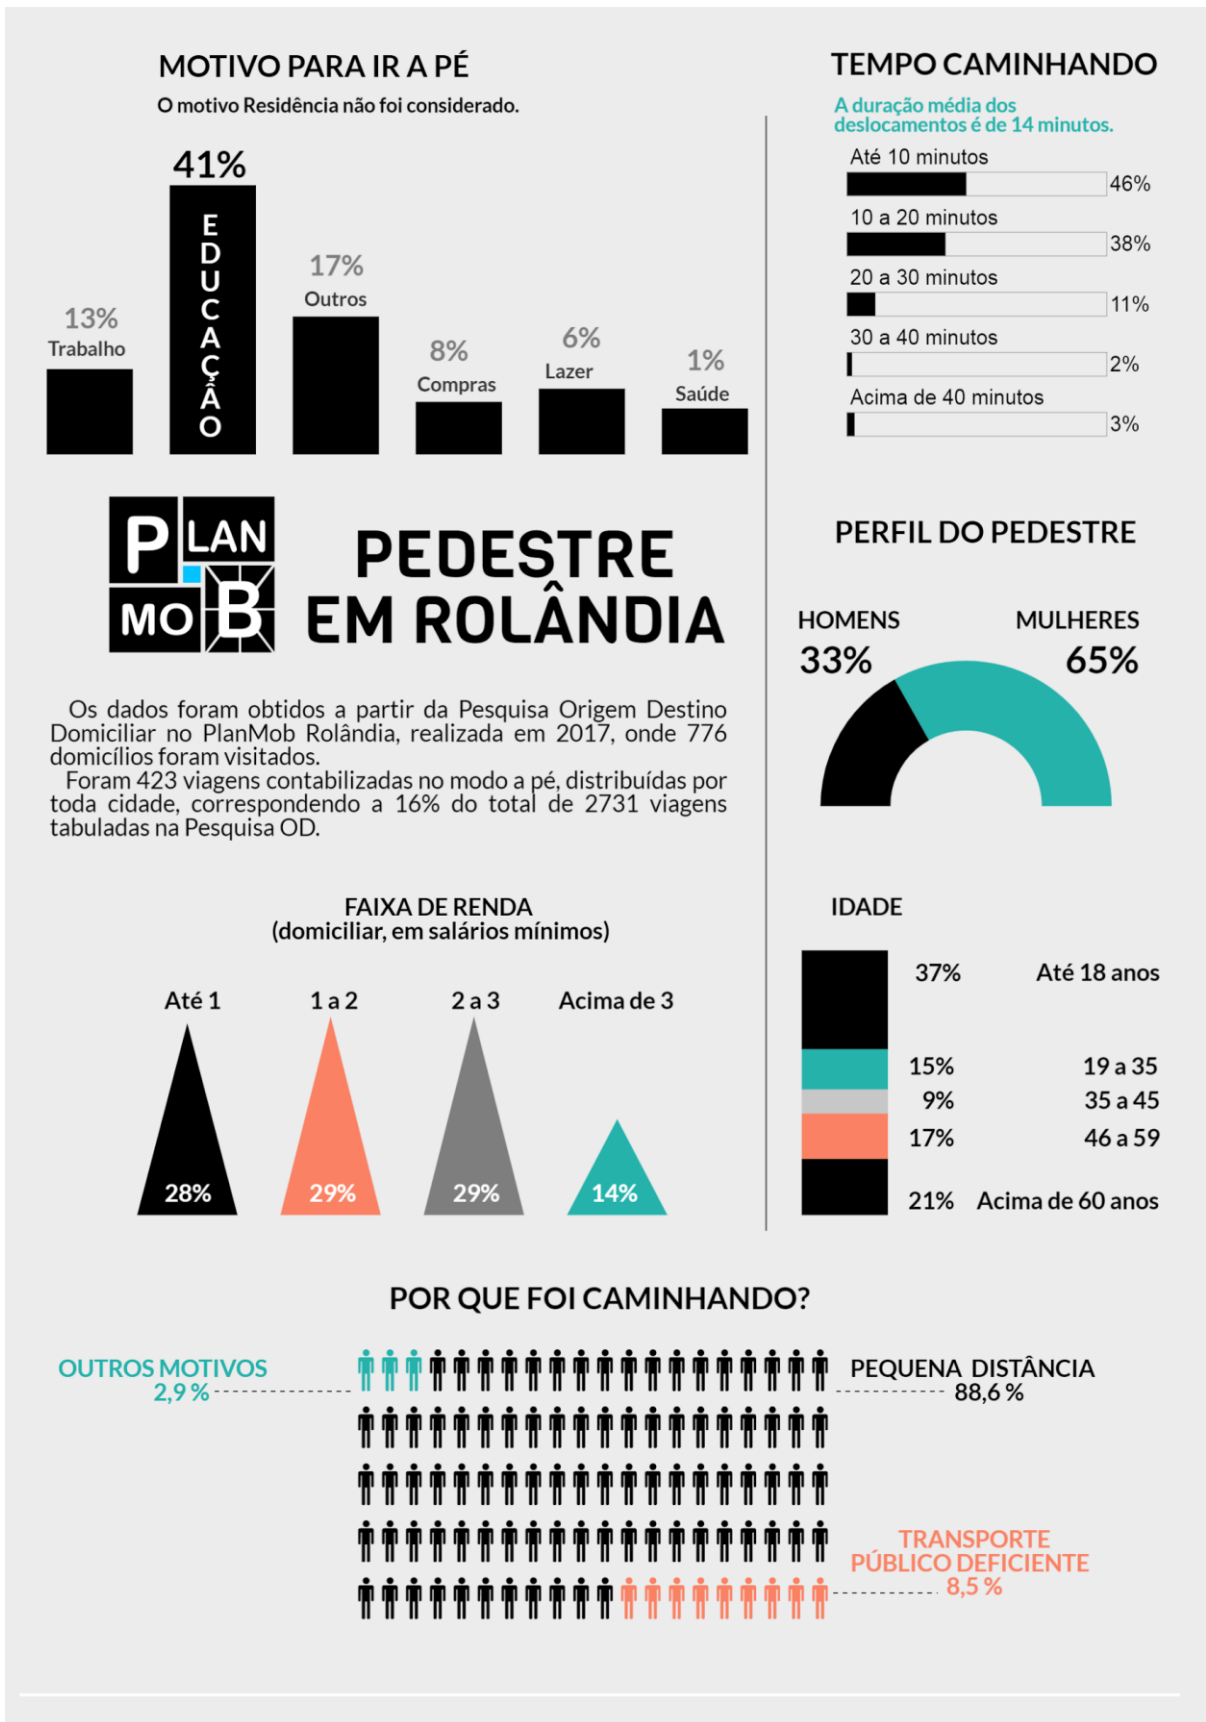 MOTIVO PARA IR A PÉ
O motivo Residência não foi considerado.
13%
Trabalho
41%
EDUCAÇÃO
17%
Outros
8%
Compras
6%
Lazer
1%
Saúde
TEMPO CAMINHANDO
A duração média dos
deslocamentos é de 14 minutos.
Até 10 minutos
46%
10 a 20 minutos
38%
20 a 30 minutos
11%
30 a 40 minutos
2%
Acima de 40 minutos
3%
PLAN
MOB
PEDESTRE
EM ROLÂNDIA
Os dados foram obtidos a partir da Pesquisa Origem Destino
Domiciliar no PlanMob Rolândia, realizada em 2017, onde 776
domicílios foram visitados.
Foram 423 viagens contabilizadas no modo a pé, distribuídas por
toda cidade, correspondendo a 16% do total de 2731 viagens
tabuladas na Pesquisa OD.
PERFIL DO PEDESTRE
HOMENS
33%
MULHERES
65%
FAIXA DE RENDA
(domiciliar, em salários mínimos)
Até 1
1 a 2
2 a 3
Acima de 3
28%
29%
29%
14%
IDADE
37% Até 18 anos
15% 19 a 35
9% 35 a 45
17% 46 a 59
21% Acima de 60 anos
POR QUE FOI CAMINHANDO?
OUTROS MOTIVOS
2,9 %
PEQUENA DISTÂNCIA
88,6 %
TRANSPORTE
PÚBLICO DEFICIENTE
8,5 %